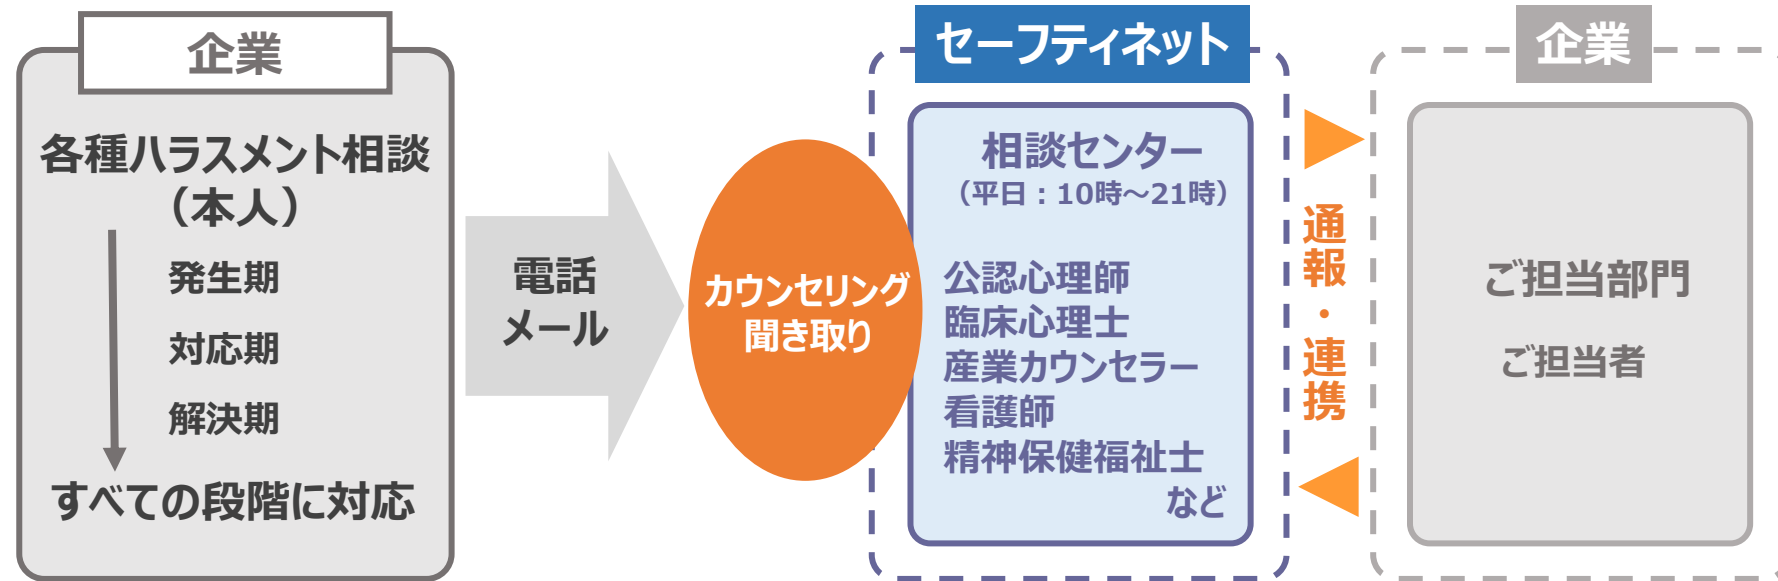 企業
各種ハラスメント相談
（本人）
発生期
対応期
解決期
すべての段階に対応
電話
メール
カウンセリング
聞き取り
セーフティネット
相談センター
（平日：10時～21時）
公認心理師
臨床心理士
産業カウンセラー
看護師
精神保健福祉士
など
通報・連携
企業
ご担当部門
ご担当者